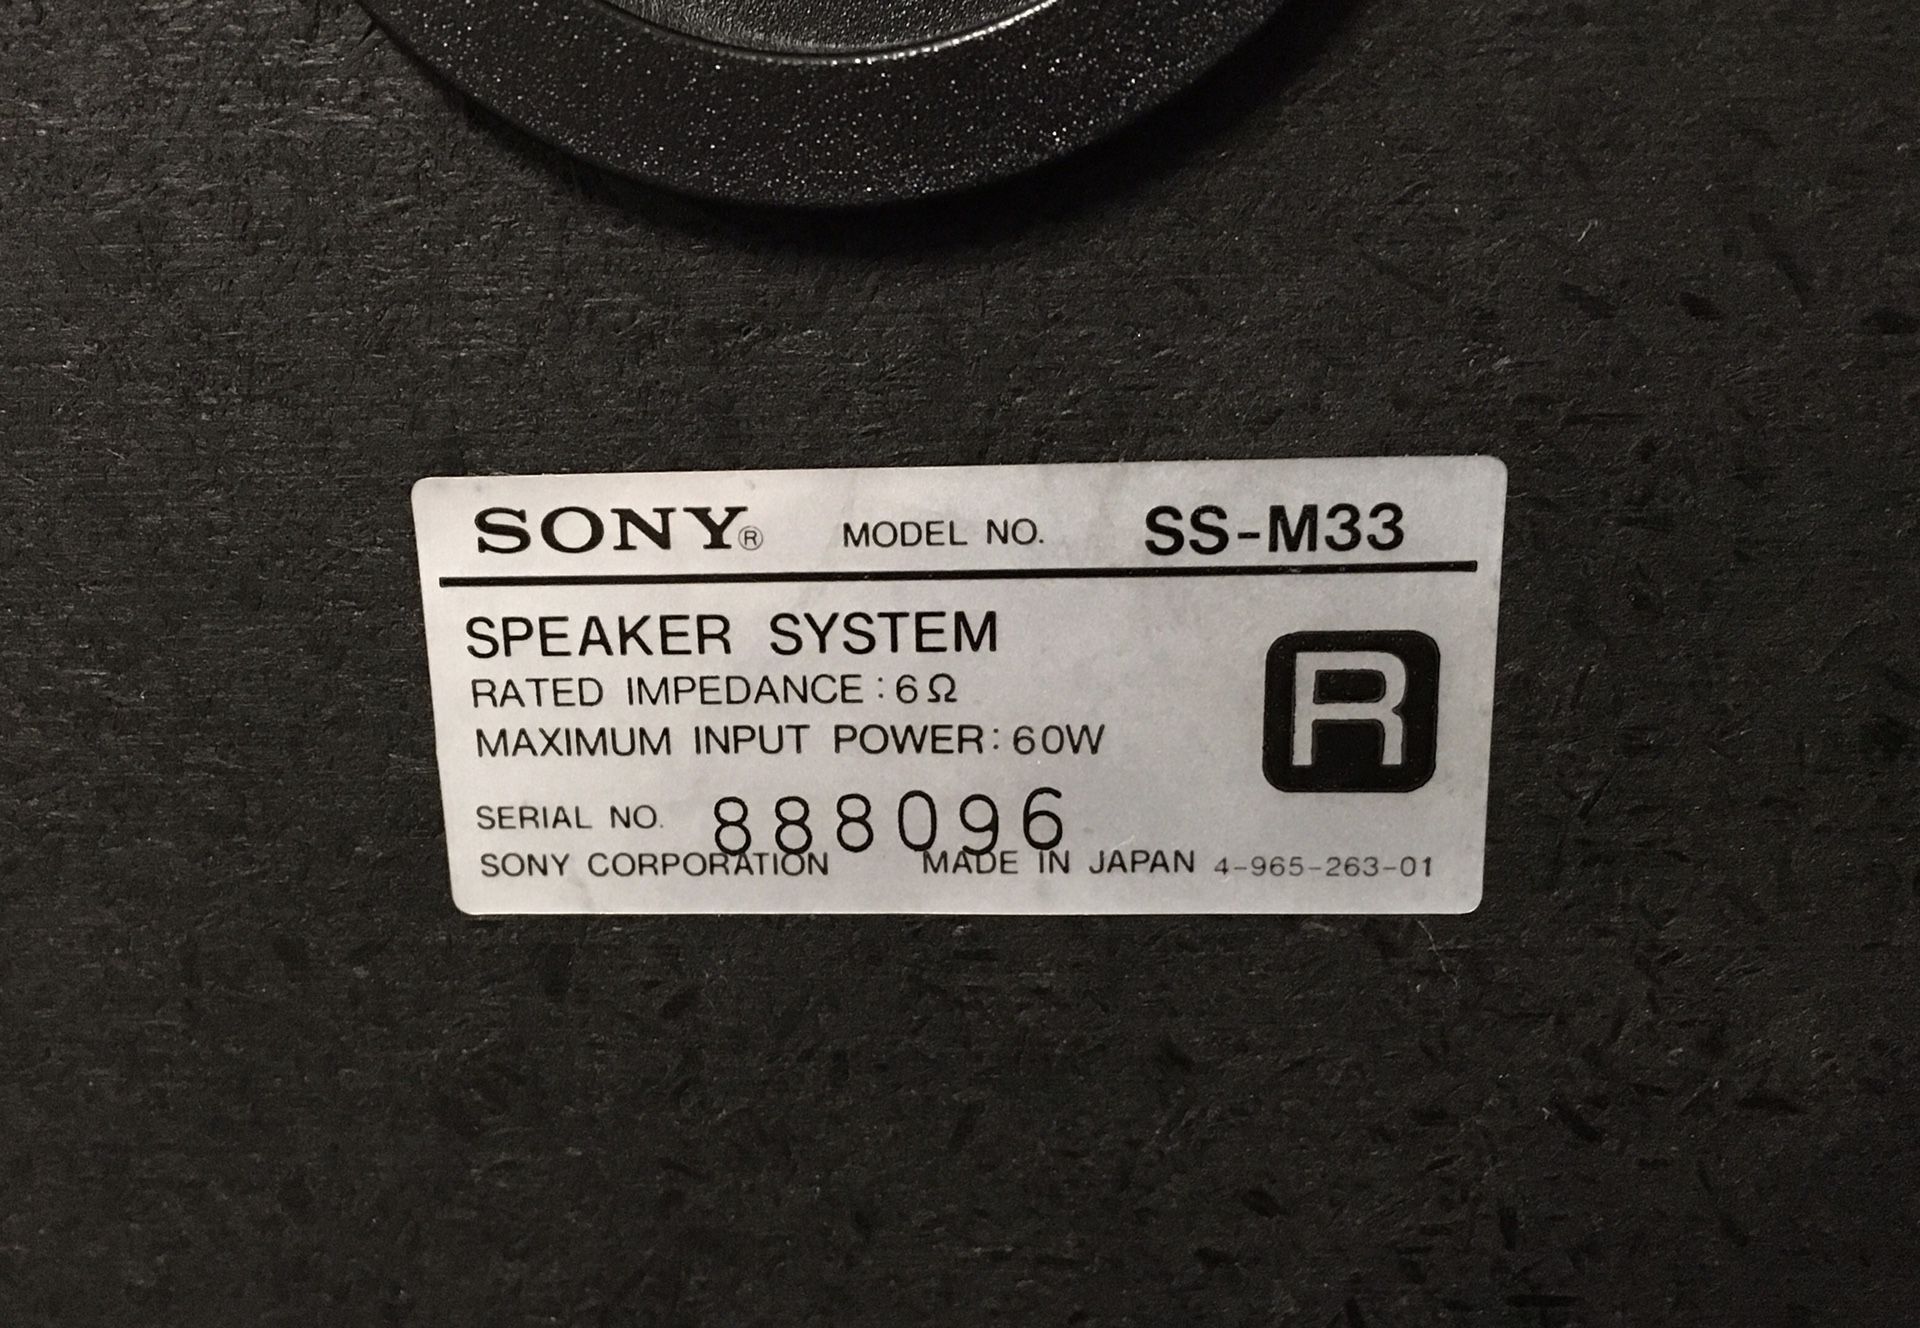 SONY® MODEL NO. SS-M33
SPEAKER SYSTEM
RATED IMPEDANCE : 6Ω
MAXIMUM INPUT POWER : 60W
R
SERIAL NO. 888096
SONY CORPORATION MADE IN JAPAN 4-965-263-01